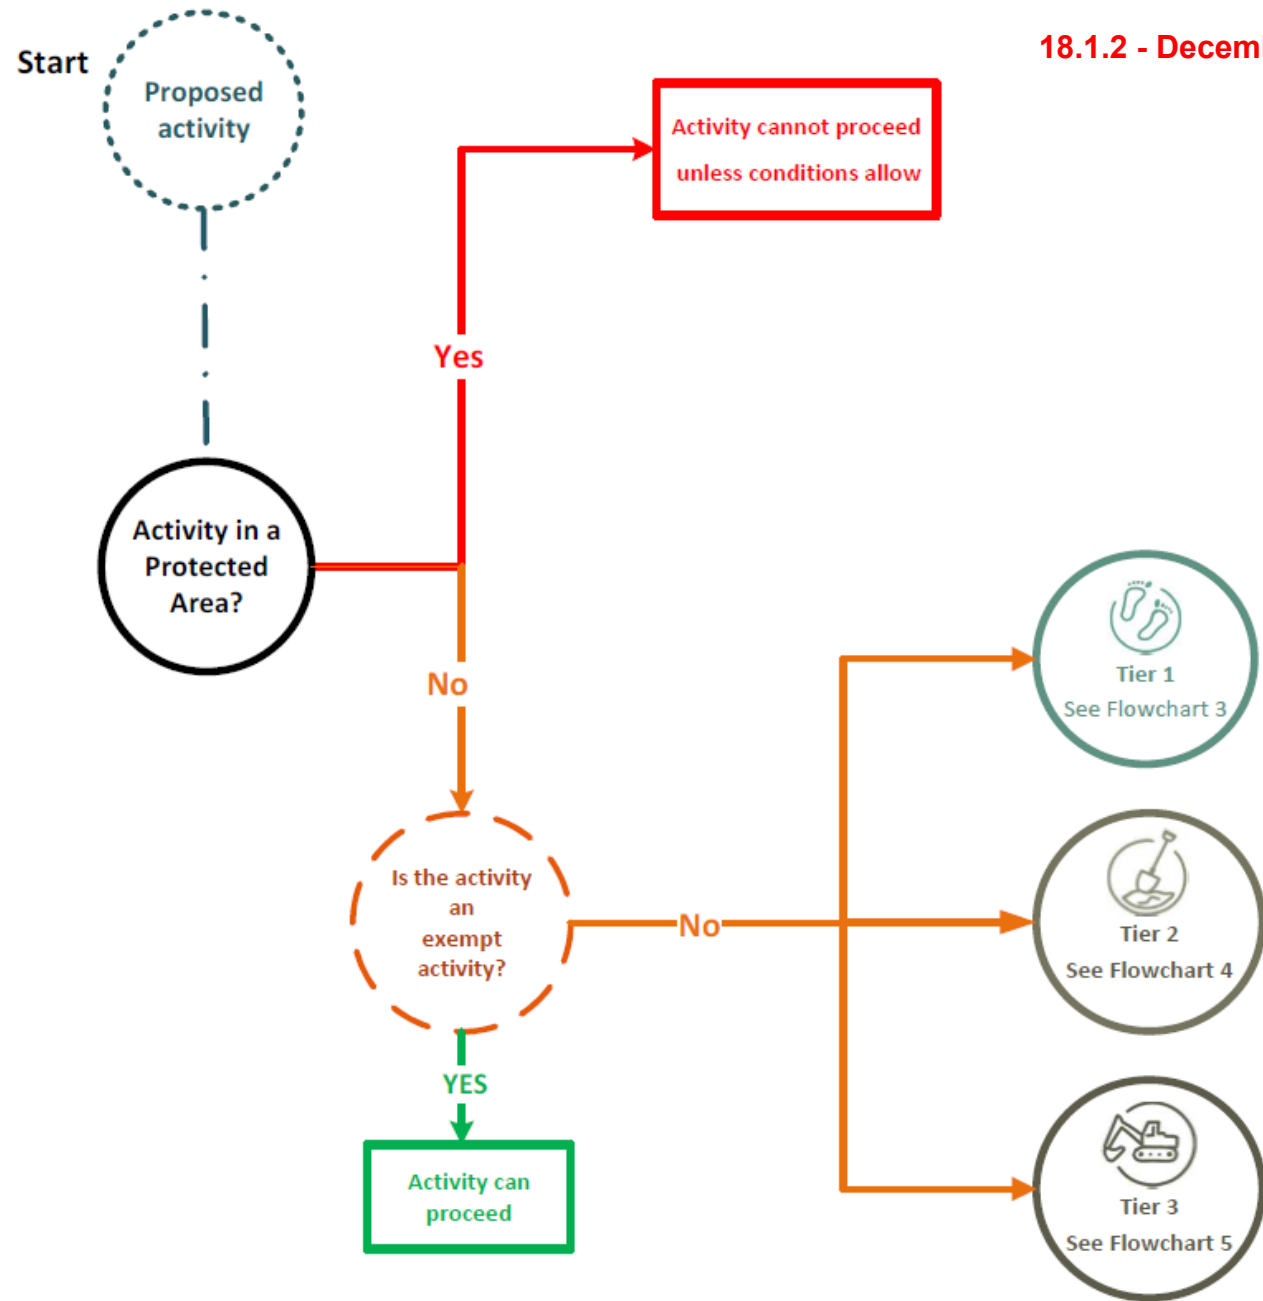 Start
18.1.2 - Decem
Proposed
activity
Activity cannot proceed
unless conditions allow
Yes
Activity in a
Protected
Area?
No
Tier 1
See Flowchart 3
Is the activity
an
exempt
activity?
No
Tier 2
See Flowchart 4
YES
Activity can
proceed
Tier 3
See Flowchart 5